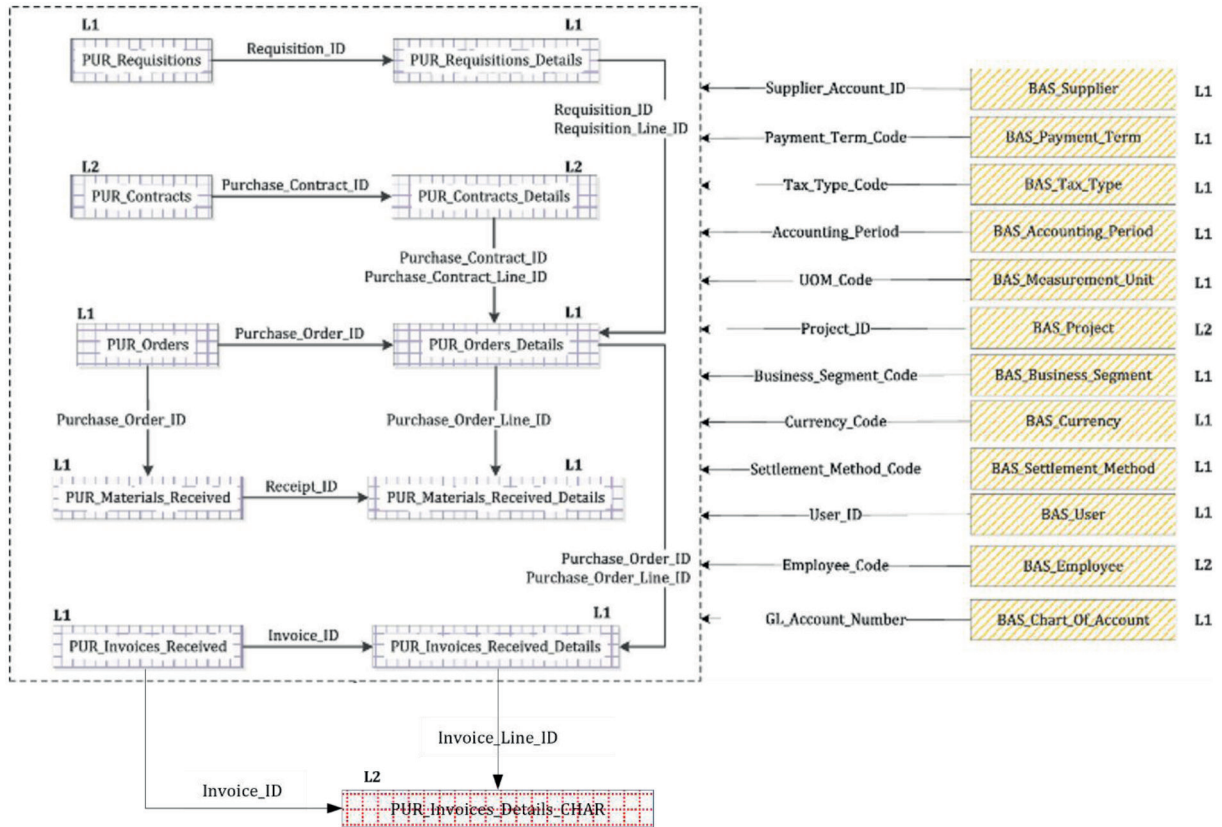 L1
L1
PUR_Requisitions
Requisition_ID
PUR_Requisitions_Details
Requisition_ID
Requisition_Line_ID
L2
L2
PUR_Contracts
Purchase_Contract_ID
PUR_Contracts_Details
Purchase_Contract_ID
Purchase_Contract_Line_ID
L1
L1
PUR_Orders
Purchase_Order_ID
PUR_Orders_Details
Purchase_Order_ID
Purchase_Order_Line_ID
L1
L1
PUR_Materials_Received
Receipt_ID
PUR_Materials_Received_Details
Purchase_Order_ID
Purchase_Order_Line_ID
L1
L1
PUR_Invoices_Received
Invoice_ID
PUR_Invoices_Received_Details
Invoice_Line_ID
Invoice_ID
L2
PUR_Invoices_Details_CHAR
Supplier_Account_ID BAS_Supplier L1
Payment_Term_Code BAS_Payment_Term L1
Tax_Type_Code BAS_Tax_Type L1
Accounting_Period BAS_Accounting_Period L1
UOM_Code BAS_Measurement_Unit L1
Project_ID BAS_Project L2
Business_Segment_Code BAS_Business_Segment L1
Currency_Code BAS_Currency L1
Settlement_Method_Code BAS_Settlement_Method L1
User_ID BAS_User L1
Employee_Code BAS_Employee L2
GL_Account_Number BAS_Chart_Of_Account L1